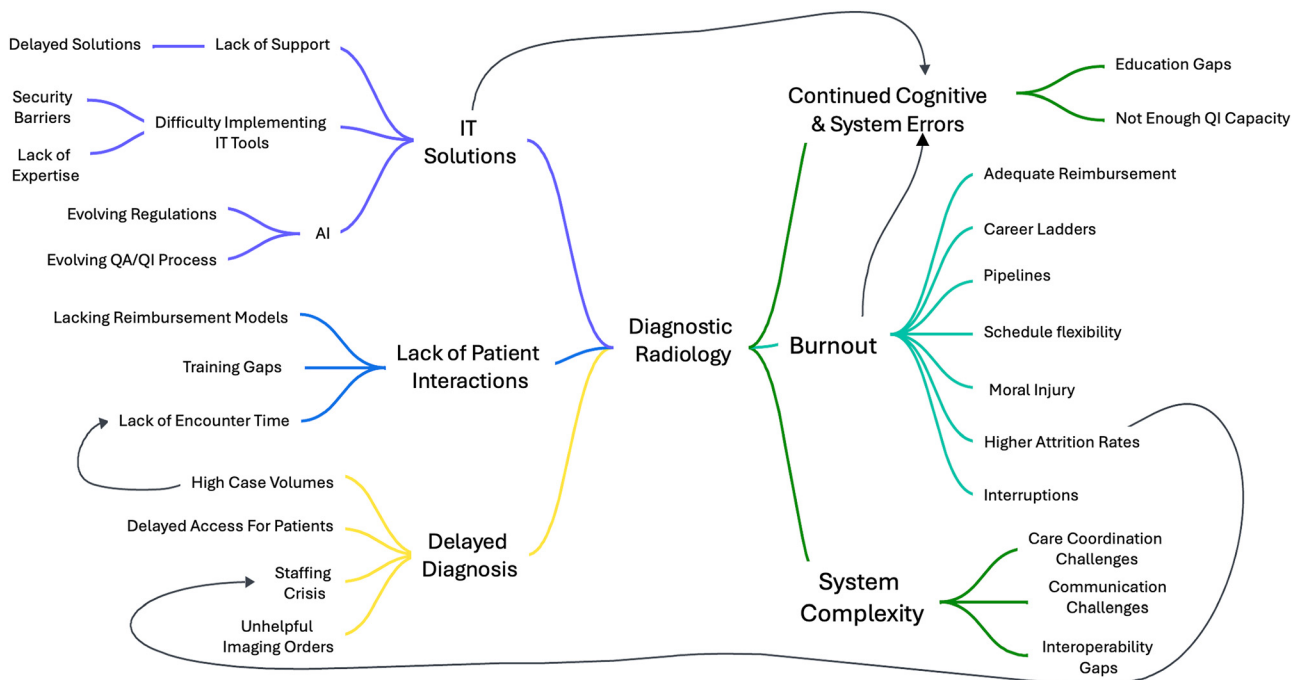 Delayed Solutions
Lack of Support
Security
Barriers
Difficulty Implementing
IT Tools
Lack of
Expertise
Evolving Regulations
AI
Evolving QA/QI Process
IT
Solutions
Lacking Reimbursement Models
Training Gaps
Lack of Encounter Time
Lack of Patient
Interactions
High Case Volumes
Delayed Access For Patients
Staffing
Crisis
Unhelpful
Imaging Orders
Delayed
Diagnosis
Diagnostic
Radiology
Continued Cognitive
& System Errors
Education Gaps
Not Enough QI Capacity
Burnout
Adequate Reimbursement
Career Ladders
Pipelines
Schedule flexibility
Moral Injury
Higher Attrition Rates
Interruptions
System
Complexity
Care Coordination
Challenges
Communication
Challenges
Interoperability
Gaps